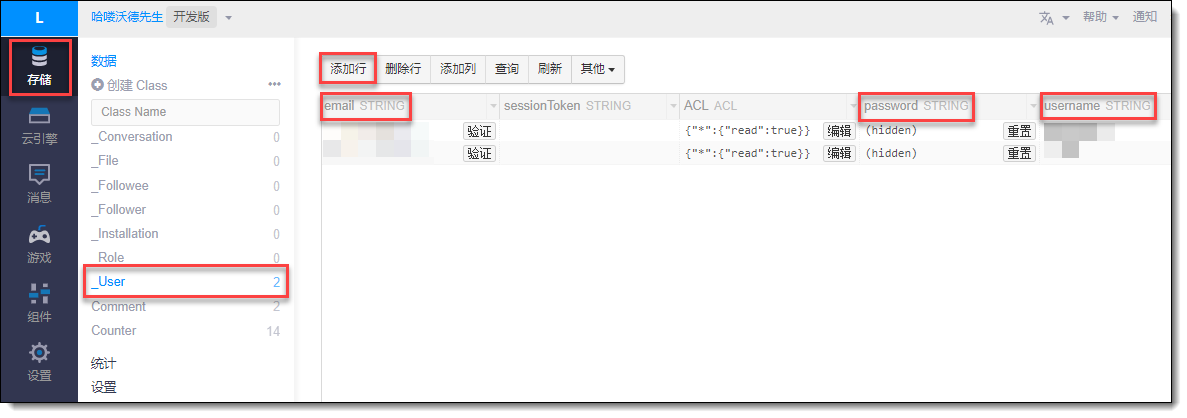 L 哈喽沃德先生 开发版 帮助 通知
存储
云引擎
消息
游戏
组件
设置
数据
创建 Class
Class Name
_Conversation 0
_File 0
_Followee 0
_Follower 0
_Installation 0
_Role 0
_User 2
Comment 2
Counter 14
统计
设置
添加行 删除行 添加列 查询 刷新 其他
email STRING sessionToken STRING ACL ACL password STRING username STRING
验证 {"*":{"read":true}} 编辑 (hidden) 重置
验证 {"*":{"read":true}} 编辑 (hidden) 重置